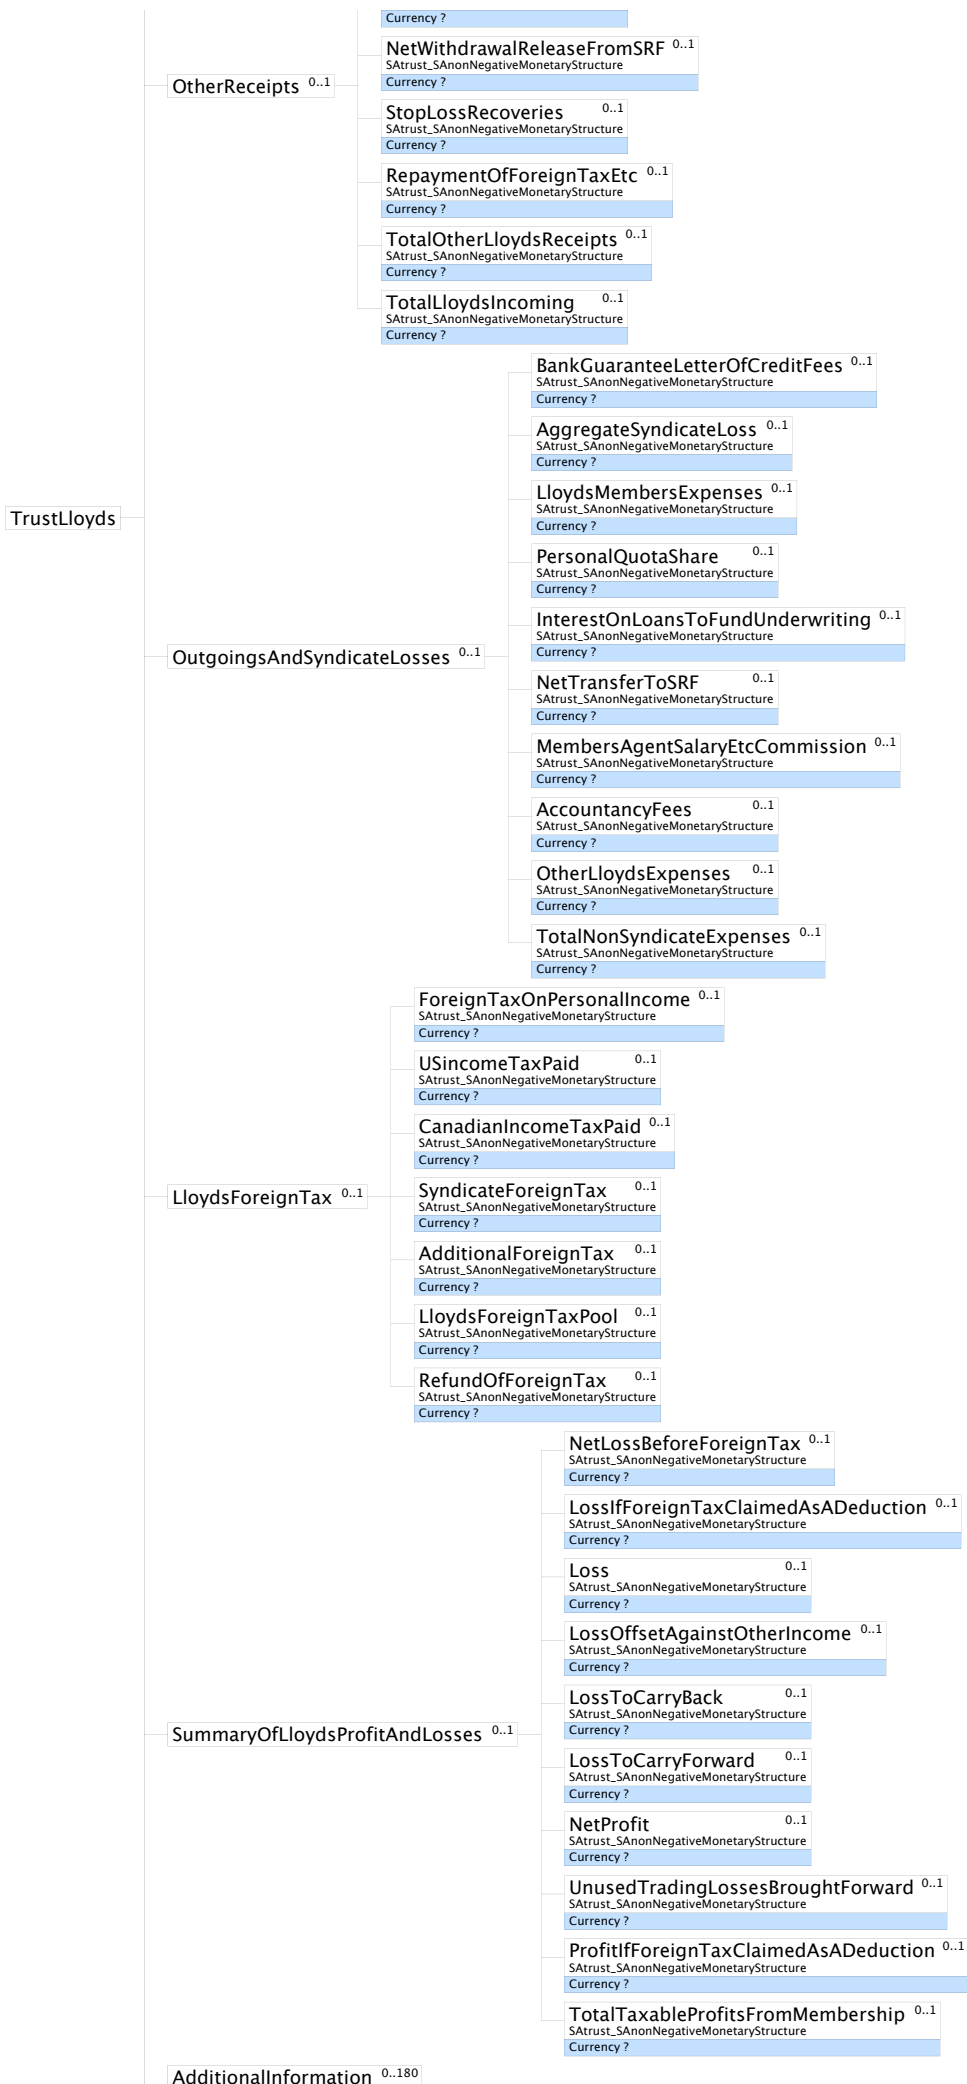 Currency ?
NetWithdrawalReleaseFromSRF 0..1
SAtrust_SAnonNegativeMonetaryStructure
Currency ?
OtherReceipts 0..1
StopLossRecoveries 0..1
SAtrust_SAnonNegativeMonetaryStructure
Currency ?
RepaymentOfForeignTaxEtc 0..1
SAtrust_SAnonNegativeMonetaryStructure
Currency ?
TotalOtherLloydsReceipts 0..1
SAtrust_SAnonNegativeMonetaryStructure
Currency ?
TotalLloydsIncoming 0..1
SAtrust_SAnonNegativeMonetaryStructure
Currency ?
BankGuaranteeLetterOfCreditFees 0..1
SAtrust_SAnonNegativeMonetaryStructure
Currency ?
AggregateSyndicateLoss 0..1
SAtrust_SAnonNegativeMonetaryStructure
Currency ?
LloydsMembersExpenses 0..1
SAtrust_SAnonNegativeMonetaryStructure
Currency ?
TrustLloyds
PersonalQuotaShare 0..1
SAtrust_SAnonNegativeMonetaryStructure
Currency ?
InterestOnLoansToFundUnderwriting 0..1
SAtrust_SAnonNegativeMonetaryStructure
Currency ?
OutgoingsAndSyndicateLosses 0..1
NetTransferToSRF 0..1
SAtrust_SAnonNegativeMonetaryStructure
Currency ?
MembersAgentSalaryEtcCommission 0..1
SAtrust_SAnonNegativeMonetaryStructure
Currency ?
AccountancyFees 0..1
SAtrust_SAnonNegativeMonetaryStructure
Currency ?
OtherLloydsExpenses 0..1
SAtrust_SAnonNegativeMonetaryStructure
Currency ?
TotalNonSyndicateExpenses 0..1
SAtrust_SAnonNegativeMonetaryStructure
Currency ?
ForeignTaxOnPersonalIncome 0..1
SAtrust_SAnonNegativeMonetaryStructure
Currency ?
USincomeTaxPaid 0..1
SAtrust_SAnonNegativeMonetaryStructure
Currency ?
CanadianIncomeTaxPaid 0..1
SAtrust_SAnonNegativeMonetaryStructure
Currency ?
LloydsForeignTax 0..1
SyndicateForeignTax 0..1
SAtrust_SAnonNegativeMonetaryStructure
Currency ?
AdditionalForeignTax 0..1
SAtrust_SAnonNegativeMonetaryStructure
Currency ?
LloydsForeignTaxPool 0..1
SAtrust_SAnonNegativeMonetaryStructure
Currency ?
RefundOfForeignTax 0..1
SAtrust_SAnonNegativeMonetaryStructure
Currency ?
NetLossBeforeForeignTax 0..1
SAtrust_SAnonNegativeMonetaryStructure
Currency ?
LossIfForeignTaxClaimedAsADeduction 0..1
SAtrust_SAnonNegativeMonetaryStructure
Currency ?
Loss 0..1
SAtrust_SAnonNegativeMonetaryStructure
Currency ?
LossOffsetAgainstOtherIncome 0..1
SAtrust_SAnonNegativeMonetaryStructure
Currency ?
LossToCarryBack 0..1
SAtrust_SAnonNegativeMonetaryStructure
Currency ?
SummaryOfLloydsProfitAndLosses 0..1
LossToCarryForward 0..1
SAtrust_SAnonNegativeMonetaryStructure
Currency ?
NetProfit 0..1
SAtrust_SAnonNegativeMonetaryStructure
Currency ?
UnusedTradingLossesBroughtForward 0..1
SAtrust_SAnonNegativeMonetaryStructure
Currency ?
ProfitIfForeignTaxClaimedAsADeduction 0..1
SAtrust_SAnonNegativeMonetaryStructure
Currency ?
TotalTaxableProfitsFromMembership 0..1
SAtrust_SAnonNegativeMonetaryStructure
Currency ?
AdditionalInformation 0..180